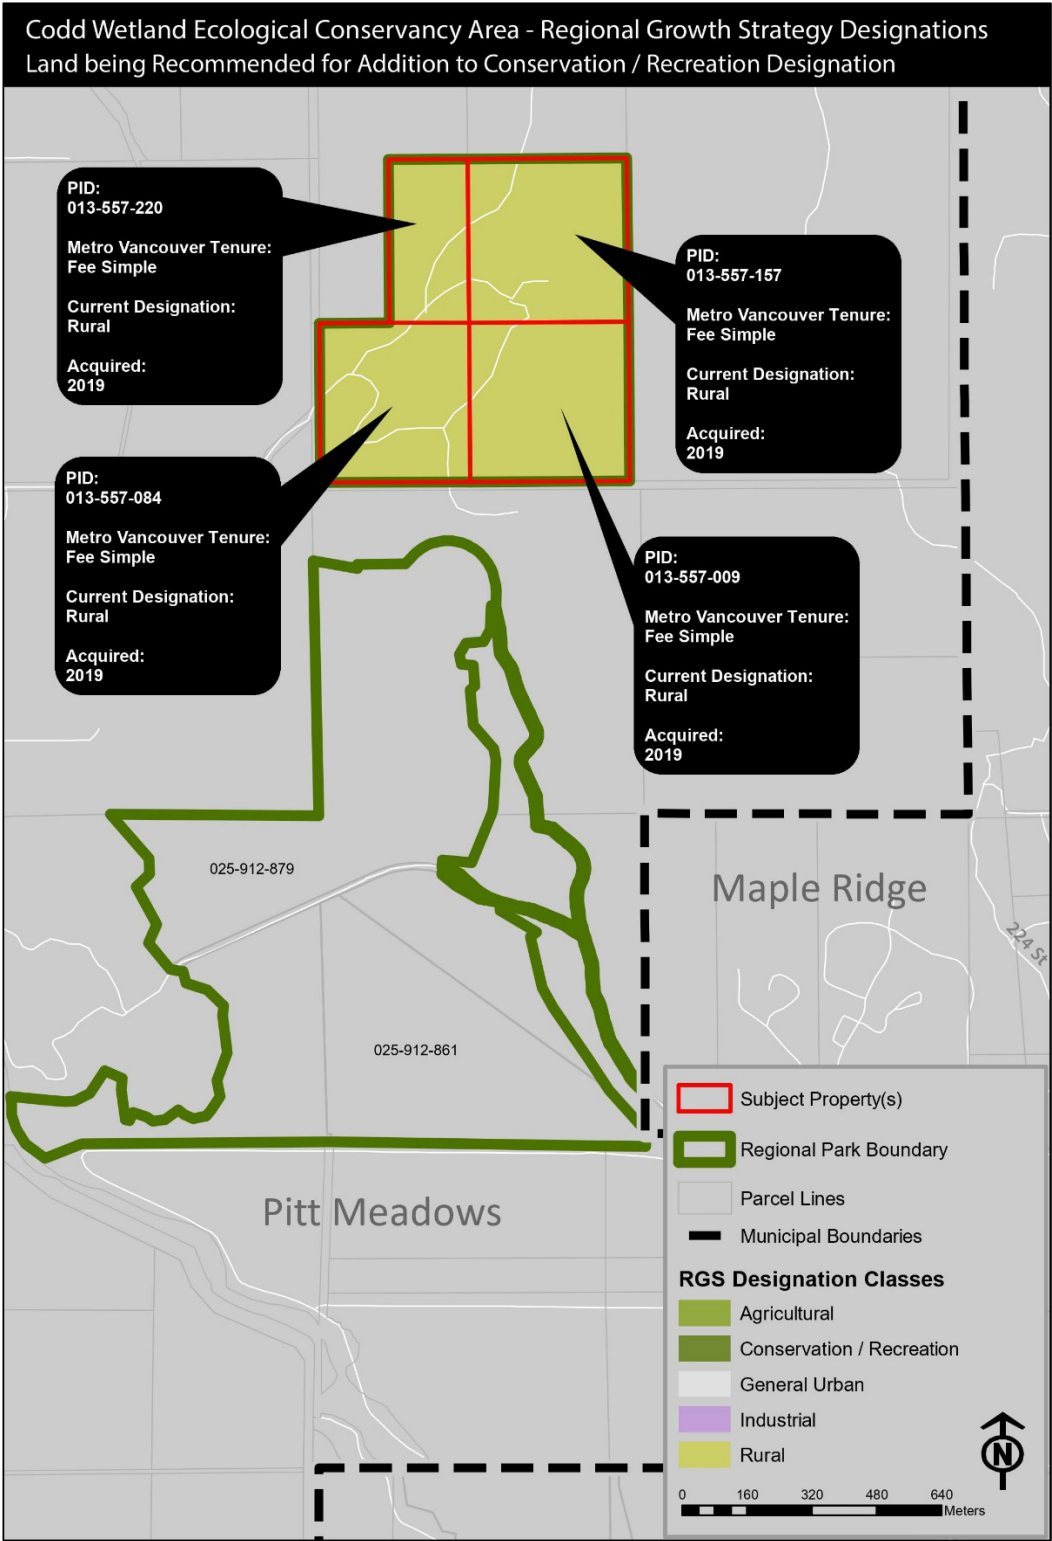 Codd Wetland Ecological Conservancy Area - Regional Growth Strategy Designations
Land being Recommended for Addition to Conservation / Recreation Designation
PID:
013-557-220
Metro Vancouver Tenure:
Fee Simple
Current Designation:
Rural
Acquired:
2019
PID:
013-557-157
Metro Vancouver Tenure:
Fee Simple
Current Designation:
Rural
Acquired:
2019
PID:
013-557-084
Metro Vancouver Tenure:
Fee Simple
Current Designation:
Rural
Acquired:
2019
PID:
013-557-009
Metro Vancouver Tenure:
Fee Simple
Current Designation:
Rural
Acquired:
2019
025-912-879
Maple Ridge
224 St
025-912-861
Pitt Meadows
Subject Property(s)
Regional Park Boundary
Parcel Lines
Municipal Boundaries
RGS Designation Classes
Agricultural
Conservation / Recreation
General Urban
Industrial
Rural
N
0 160 320 480 640
Meters